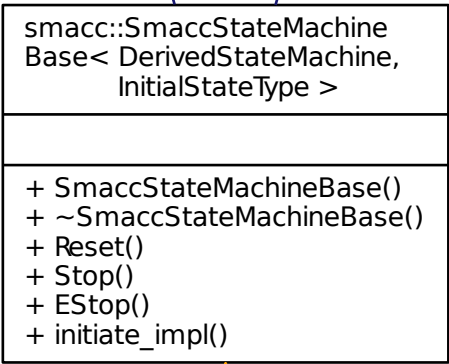 smacc::SmaccStateMachine
Base< DerivedStateMachine,
InitialStateType >
+ SmaccStateMachineBase()
+ ~SmaccStateMachineBase()
+ Reset()
+ Stop()
+ EStop()
+ initiate_impl()